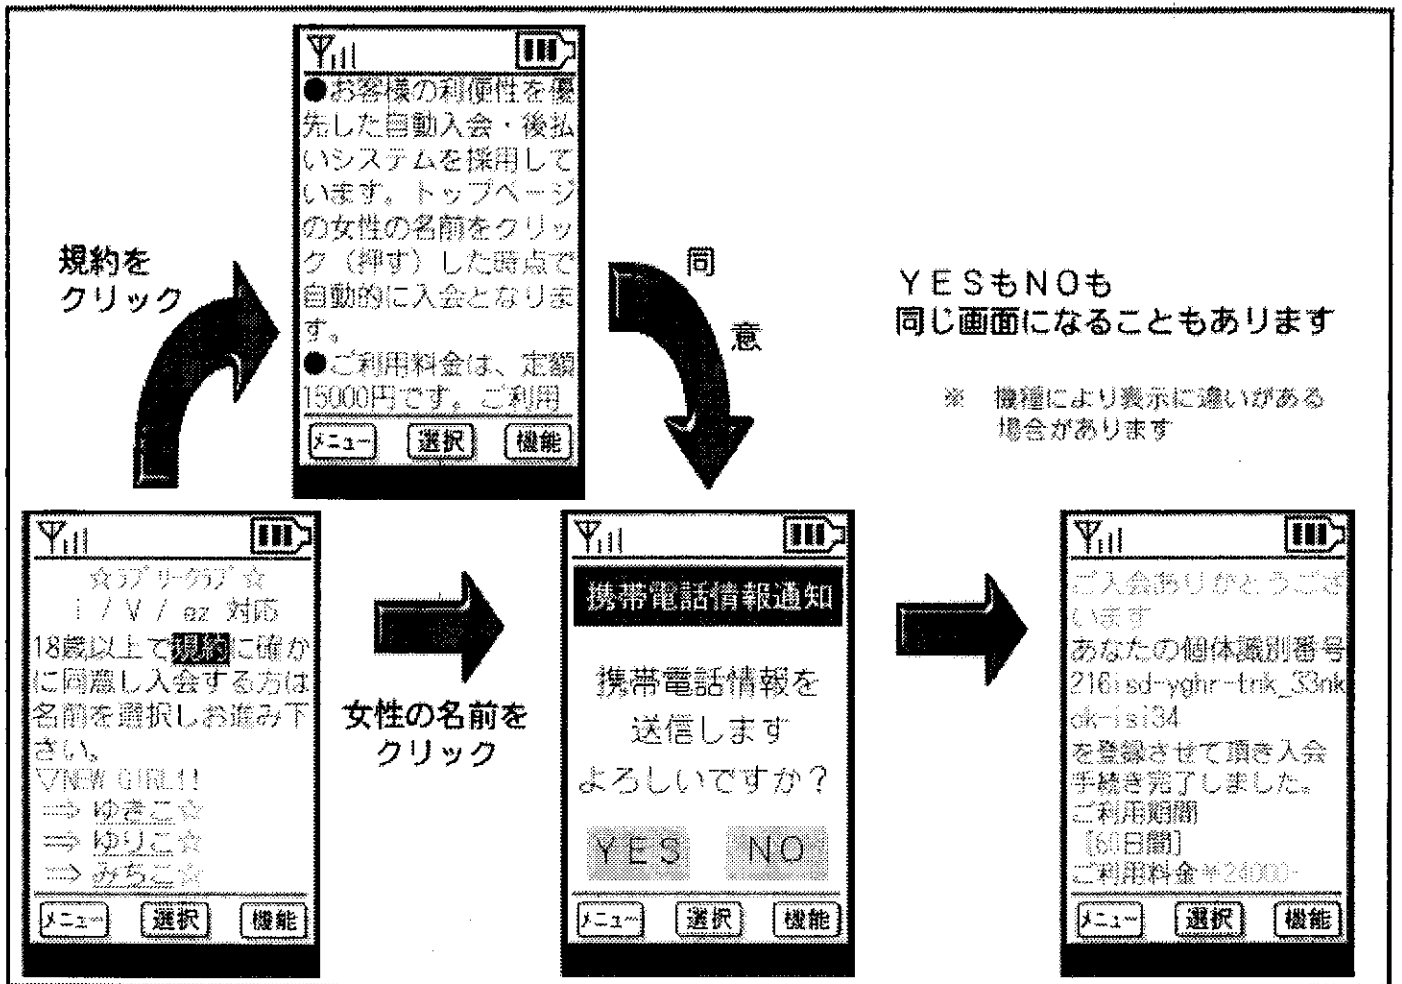 ●お客様の利便性を優
先した自動入会・後払
いシステムを採用して
います。トップページ
の女性の名前をクリッ
ク（押す）した時点で
自動的に入会となりま
す。
●ご利用料金は、定額
15000円です。ご利用
メニュー 選択 機能
規約を
クリック
同
意
ＹＥＳもＮＯも
同じ画面になることもあります
※ 機種により表示に違いがある
場合があります
☆ラブリークラブ☆
i / V / ez 対応
18歳以上で規約に確か
に同意し入会する方は
名前を選択しお進み下
さい。
▽NEW GIRL!!
⇒ ゆきこ☆
⇒ ゆりこ☆
⇒ みちこ☆
メニュー 選択 機能
女性の名前を
クリック
携帯電話情報通知
携帯電話情報を
送信します
よろしいですか？
ＹＥＳ ＮＯ
メニュー 選択 機能
ご入会ありがとうござ
います
あなたの個体識別番号
216isd-yghr-trik_33nk
ok-isi34
を登録させて頂き入会
手続き完了しました。
ご利用期間
［60日間］
ご利用料金￥24000-
メニュー 選択 機能